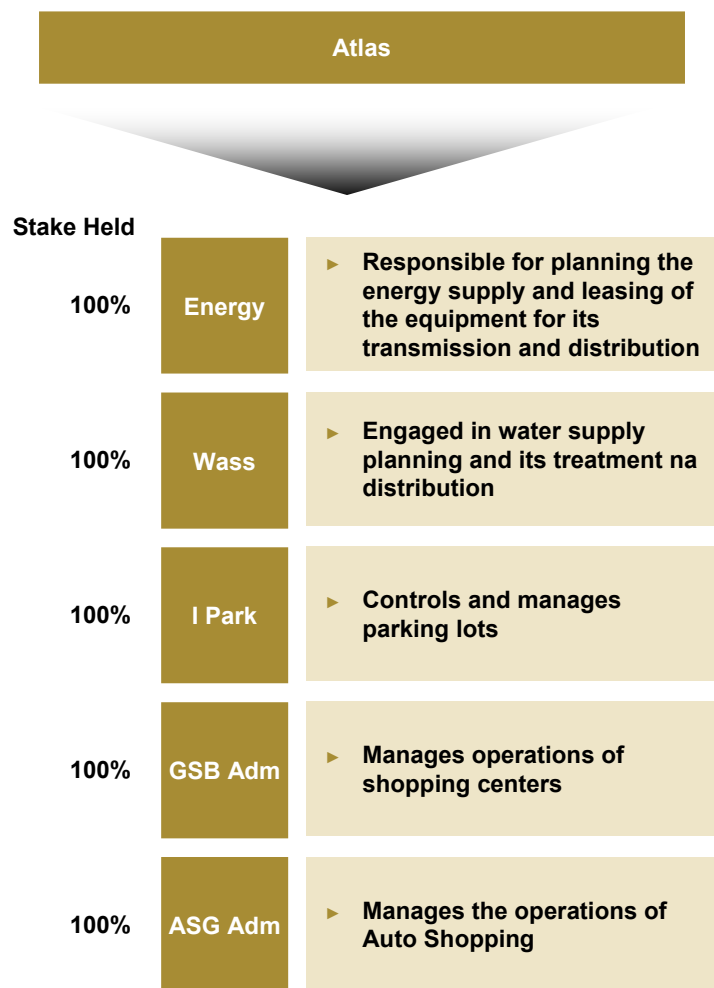 Atlas
Stake Held
100%
Energy
► Responsible for planning the
energy supply and leasing of
the equipment for its
transmission and distribution
100%
Wass
► Engaged in water supply
planning and its treatment na
distribution
100%
I Park
► Controls and manages
parking lots
100%
GSB Adm
► Manages operations of
shopping centers
100%
ASG Adm
► Manages the operations of
Auto Shopping